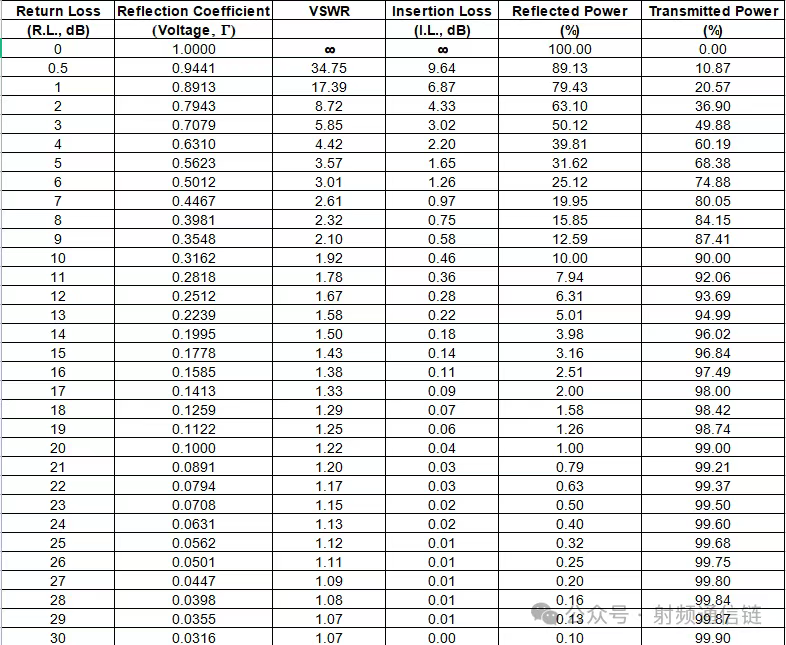 Return Loss Reflection Coefficient VSWR Insertion Loss Reflected Power Transmitted Power
(R.L., dB) (Voltage, Γ) (I.L., dB) (%) (%)
0 1.0000 ∞ ∞ 100.00 0.00
0.5 0.9441 34.75 9.64 89.13 10.87
1 0.8913 17.39 6.87 79.43 20.57
2 0.7943 8.72 4.33 63.10 36.90
3 0.7079 5.85 3.02 50.12 49.88
4 0.6310 4.42 2.20 39.81 60.19
5 0.5623 3.57 1.65 31.62 68.38
6 0.5012 3.01 1.26 25.12 74.88
7 0.4467 2.61 0.97 19.95 80.05
8 0.3981 2.32 0.75 15.85 84.15
9 0.3548 2.10 0.58 12.59 87.41
10 0.3162 1.92 0.46 10.00 90.00
11 0.2818 1.78 0.36 7.94 92.06
12 0.2512 1.67 0.28 6.31 93.69
13 0.2239 1.58 0.22 5.01 94.99
14 0.1995 1.50 0.18 3.98 96.02
15 0.1778 1.43 0.14 3.16 96.84
16 0.1585 1.38 0.11 2.51 97.49
17 0.1413 1.33 0.09 2.00 98.00
18 0.1259 1.29 0.07 1.58 98.42
19 0.1122 1.25 0.06 1.26 98.74
20 0.1000 1.22 0.04 1.00 99.00
21 0.0891 1.20 0.03 0.79 99.21
22 0.0794 1.17 0.03 0.63 99.37
23 0.0708 1.15 0.02 0.50 99.50
24 0.0631 1.13 0.02 0.40 99.60
25 0.0562 1.12 0.01 0.32 99.68
26 0.0501 1.11 0.01 0.25 99.75
27 0.0447 1.09 0.01 0.20 99.80
28 0.0398 1.08 0.01 0.16 99.84
公众号 · 射频通信链
29 0.0355 1.07 0.01 0.13 99.87
30 0.0316 1.07 0.00 0.10 99.90